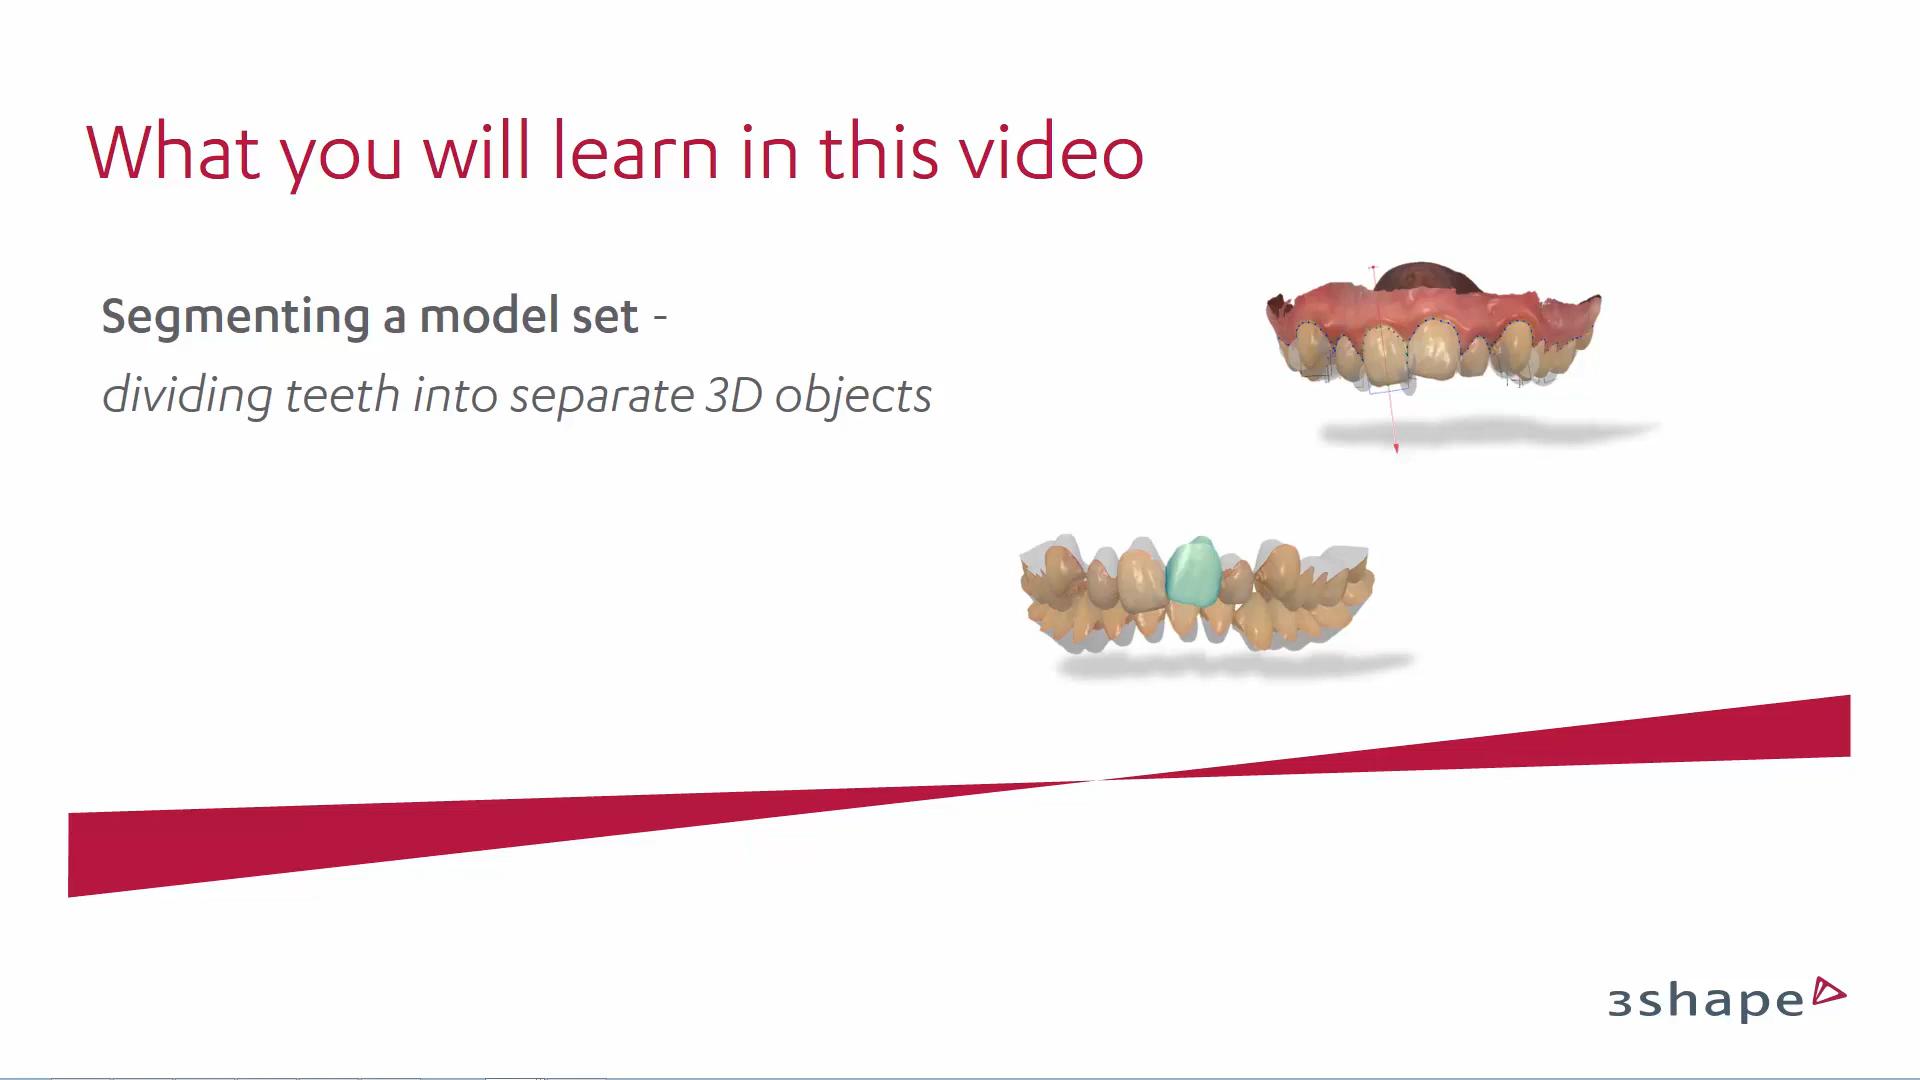 What you will learn in this video
Segmenting a model set -
dividing teeth into separate 3D objects
3shape